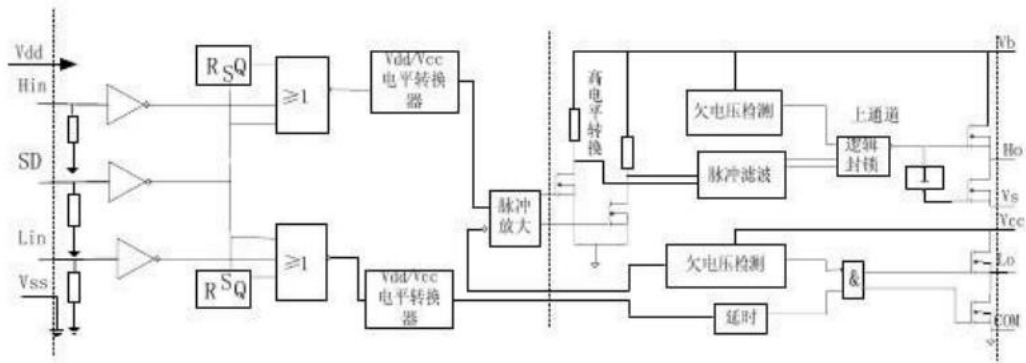 Vdd
Hin
SD
Lin
Vss
R S Q
≥1
Vdd/Vcc
电平转换
器
R S Q
≥1
Vdd/Vcc
电平转换
器
脉冲
放大
高电平转换
欠电压检测
脉冲滤波
上通道
逻辑
封锁
欠电压检测
延时
&
Vb
Ho
Vs
Vcc
Lo
COM